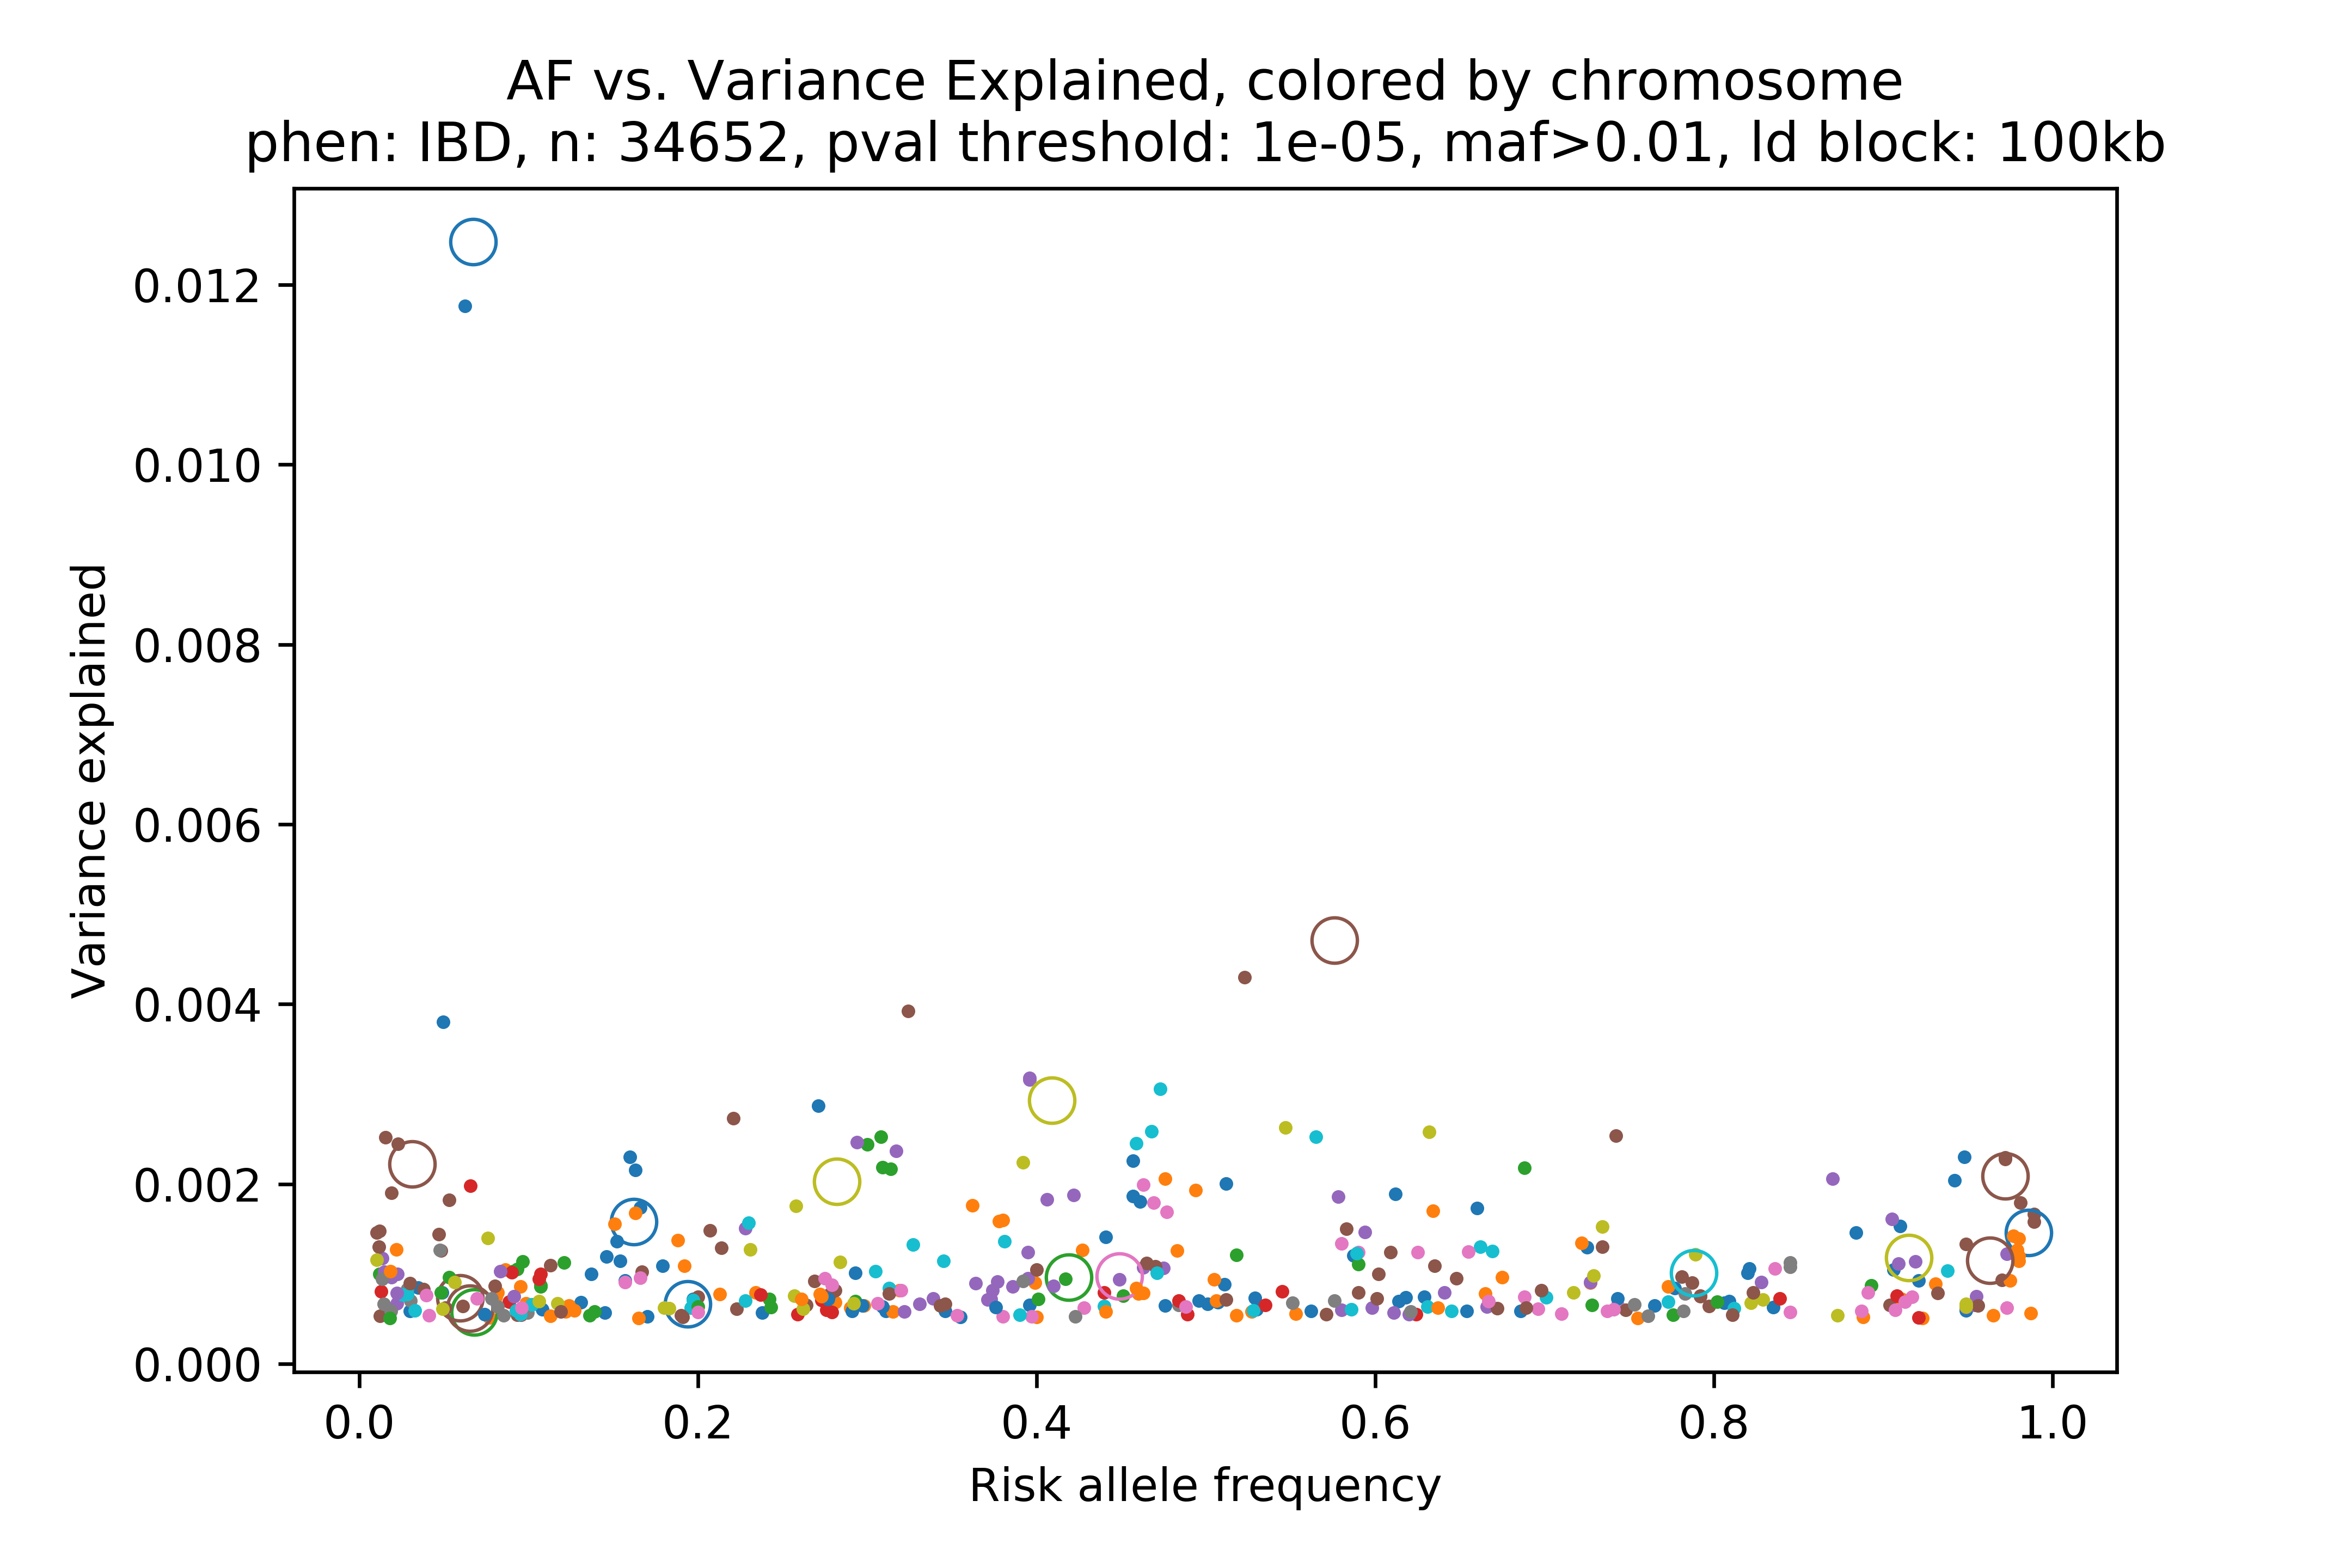 AF vs. Variance Explained, colored by chromosome
phen: IBD, n: 34652, pval threshold: 1e-05, maf>0.01, ld block: 100kb
Variance explained
0.012
0.010
0.008
0.006
0.004
0.002
0.000
0.0 0.2 0.4 0.6 0.8 1.0
Risk allele frequency